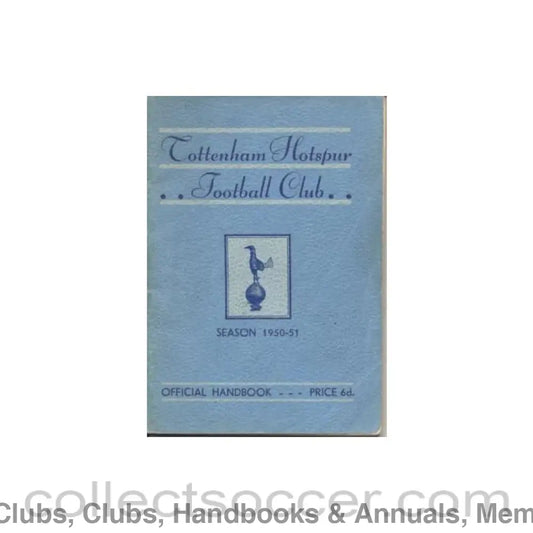 Tottenham Hotspur
. . Football Club . .
SEASON 1950-51
OFFICIAL HANDBOOK - - - PRICE 6d.
collectsoccer.com
Clubs, Clubs, Handbooks & Annuals, Mem